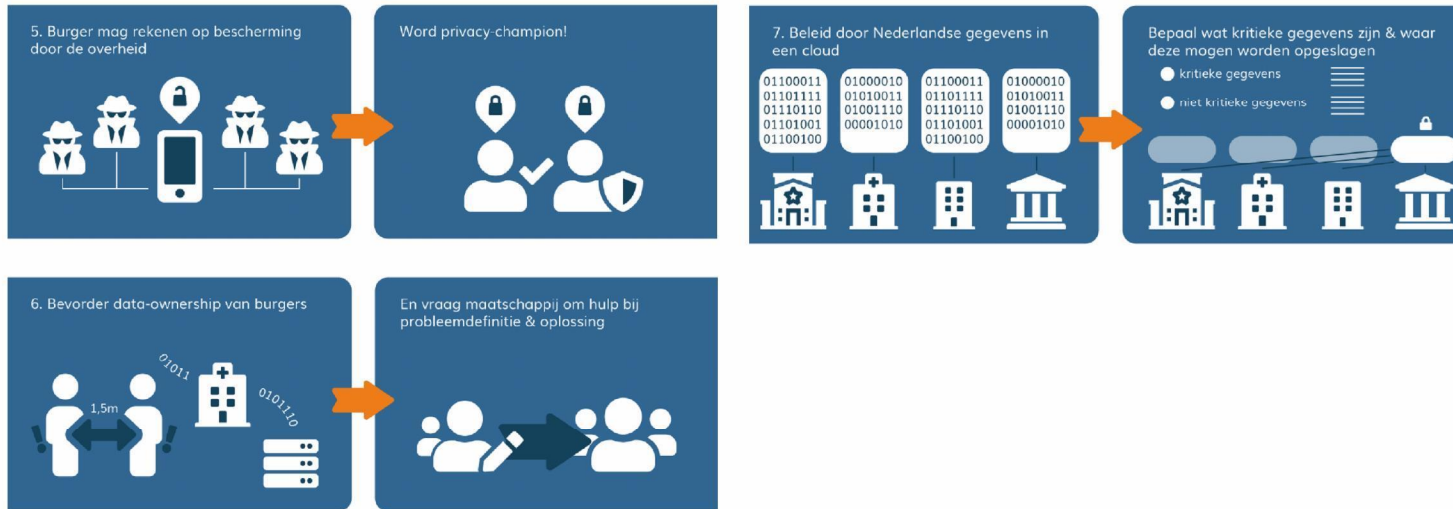 5. Burger mag rekenen op bescherming
door de overheid
Word privacy-champion!
6. Bevorder data-ownership van burgers
01011
0101110
1,5m
En vraag maatschappij om hulp bij
probleemdefinitie & oplossing
7. Beleid door Nederlandse gegevens in
een cloud
01100011
01101111
01110110
01101001
01100100
01000010
01010011
01001110
00001010
01100011
01101111
01110110
01101001
01100100
01000010
01010011
01001110
00001010
Bepaal wat kritieke gegevens zijn & waar
deze mogen worden opgeslagen
kritieke gegevens
niet kritieke gegevens